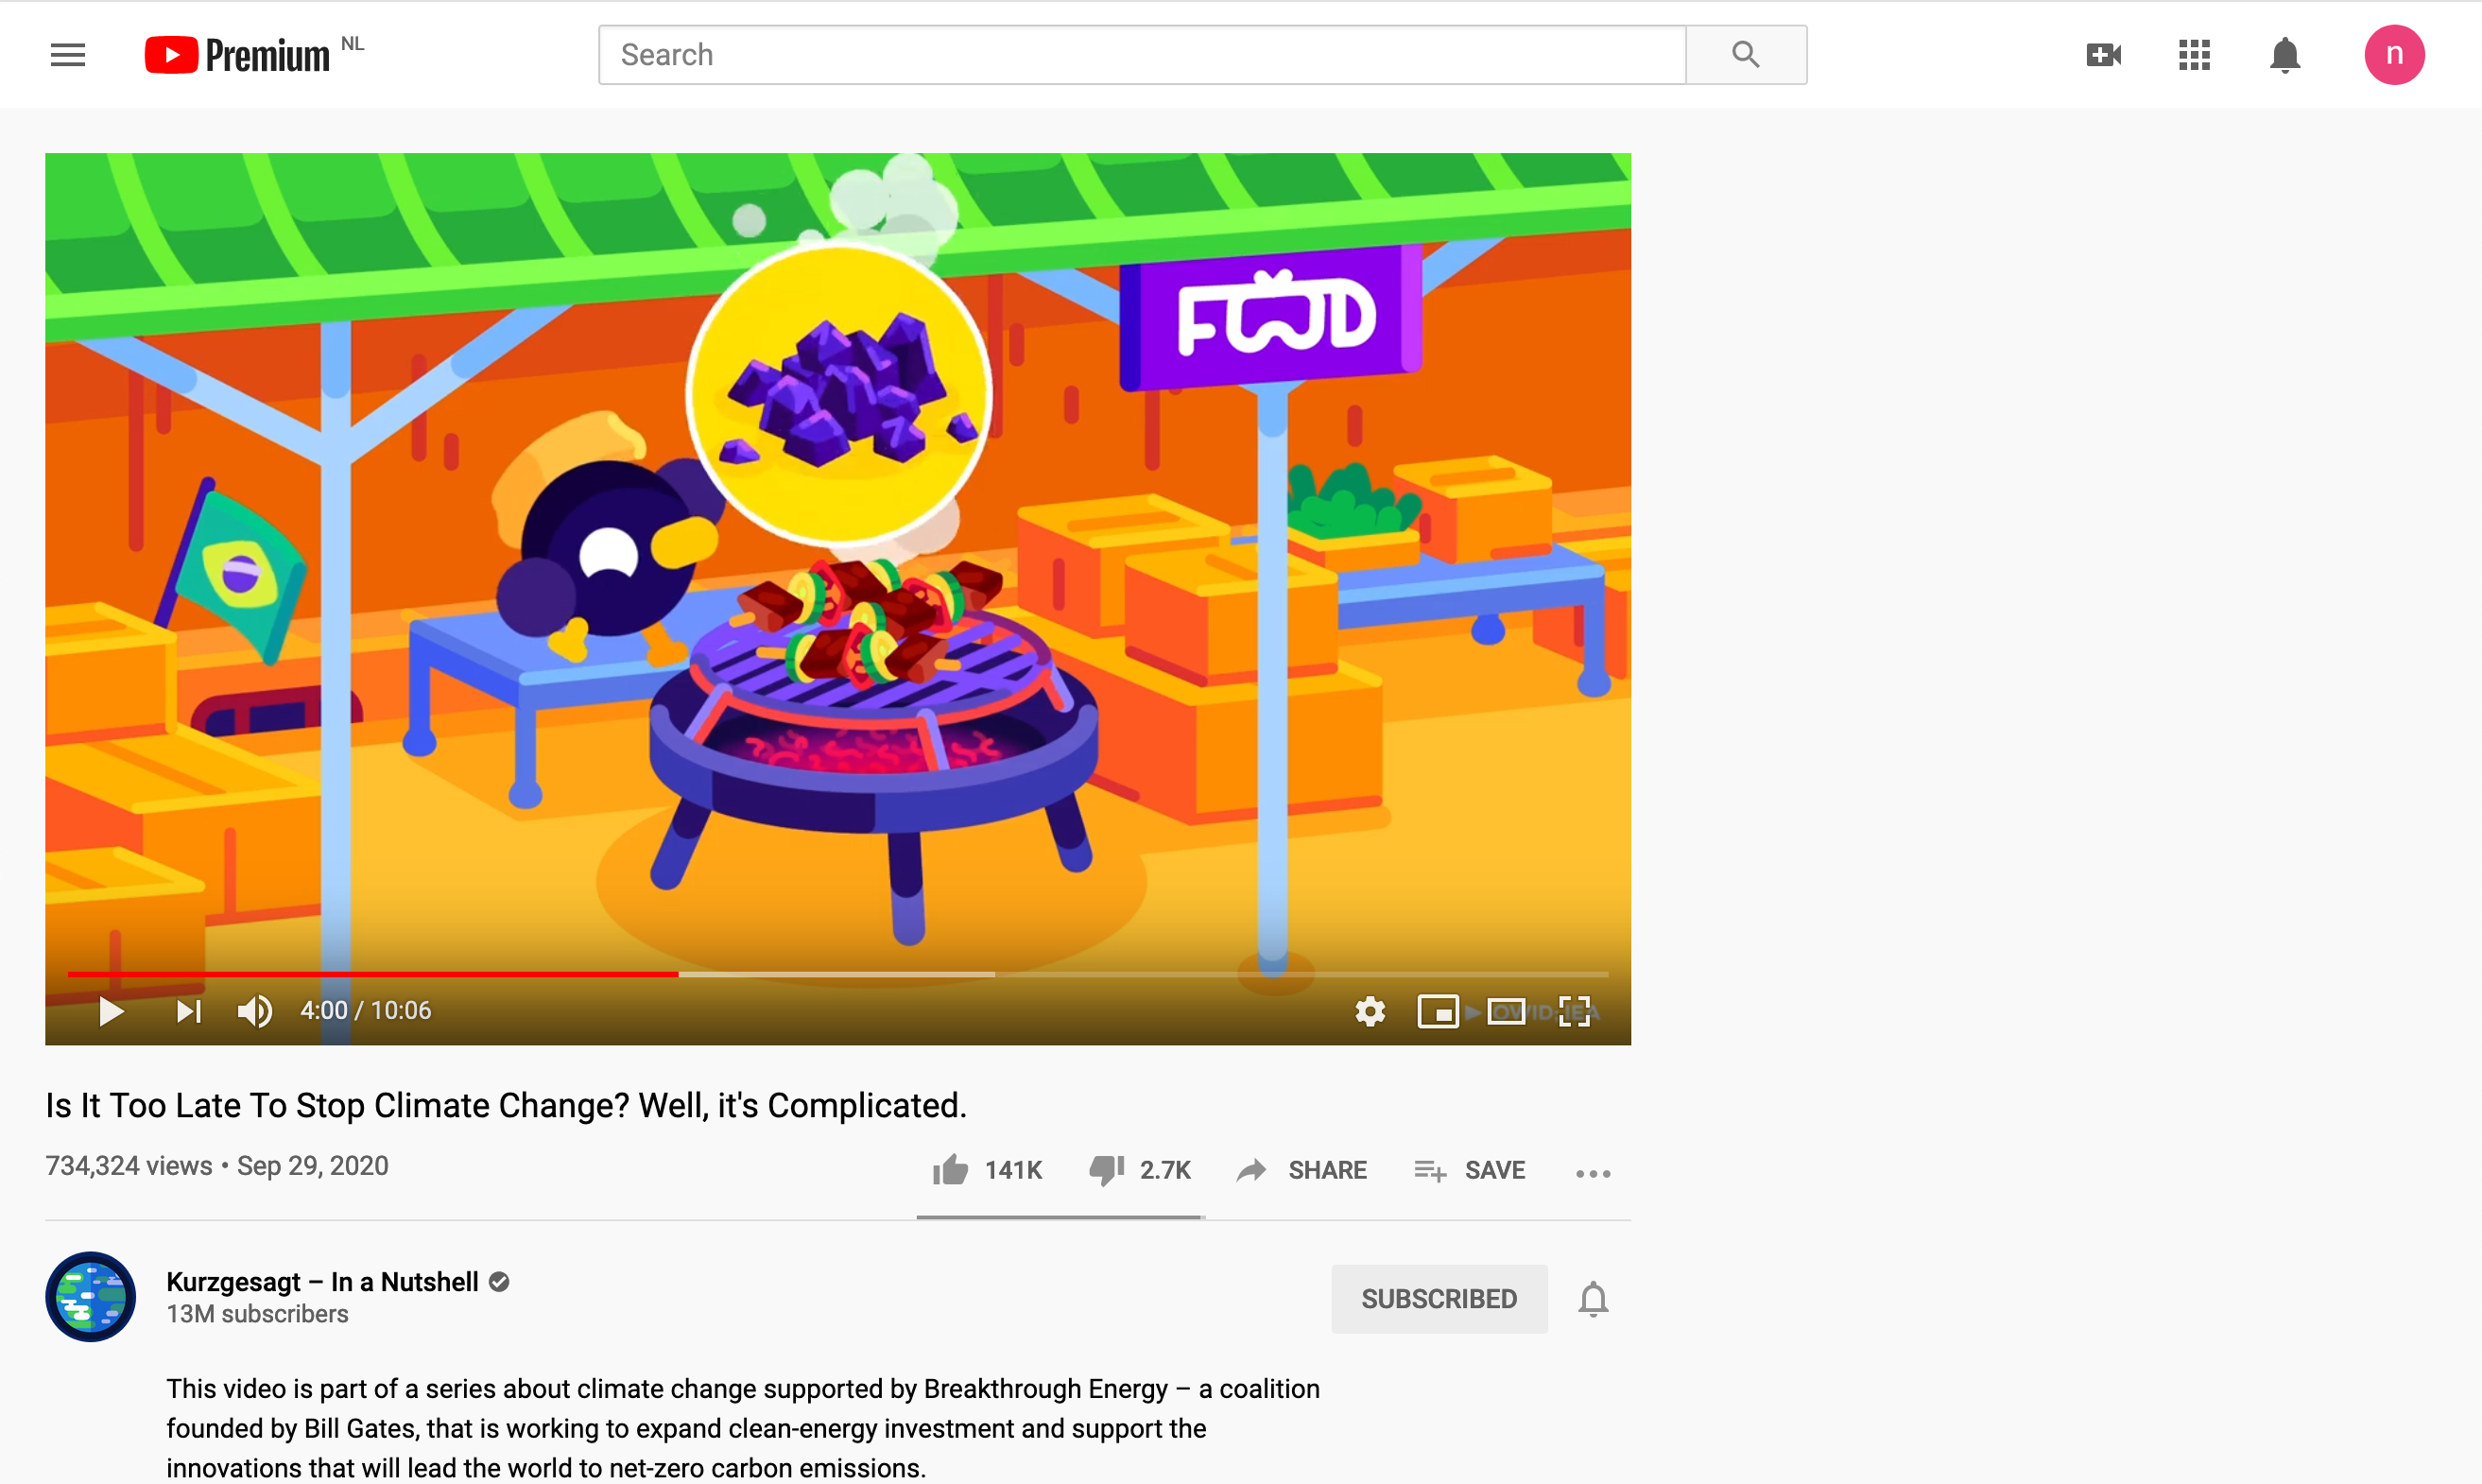 Premium NL
Search
n
FOOD
4:00 / 10:06
OWID; IEA
Is It Too Late To Stop Climate Change? Well, it's Complicated.
734,324 views • Sep 29, 2020
141K 2.7K SHARE SAVE
Kurzgesagt – In a Nutshell
13M subscribers
SUBSCRIBED
This video is part of a series about climate change supported by Breakthrough Energy – a coalition
founded by Bill Gates, that is working to expand clean-energy investment and support the
innovations that will lead the world to net-zero carbon emissions.